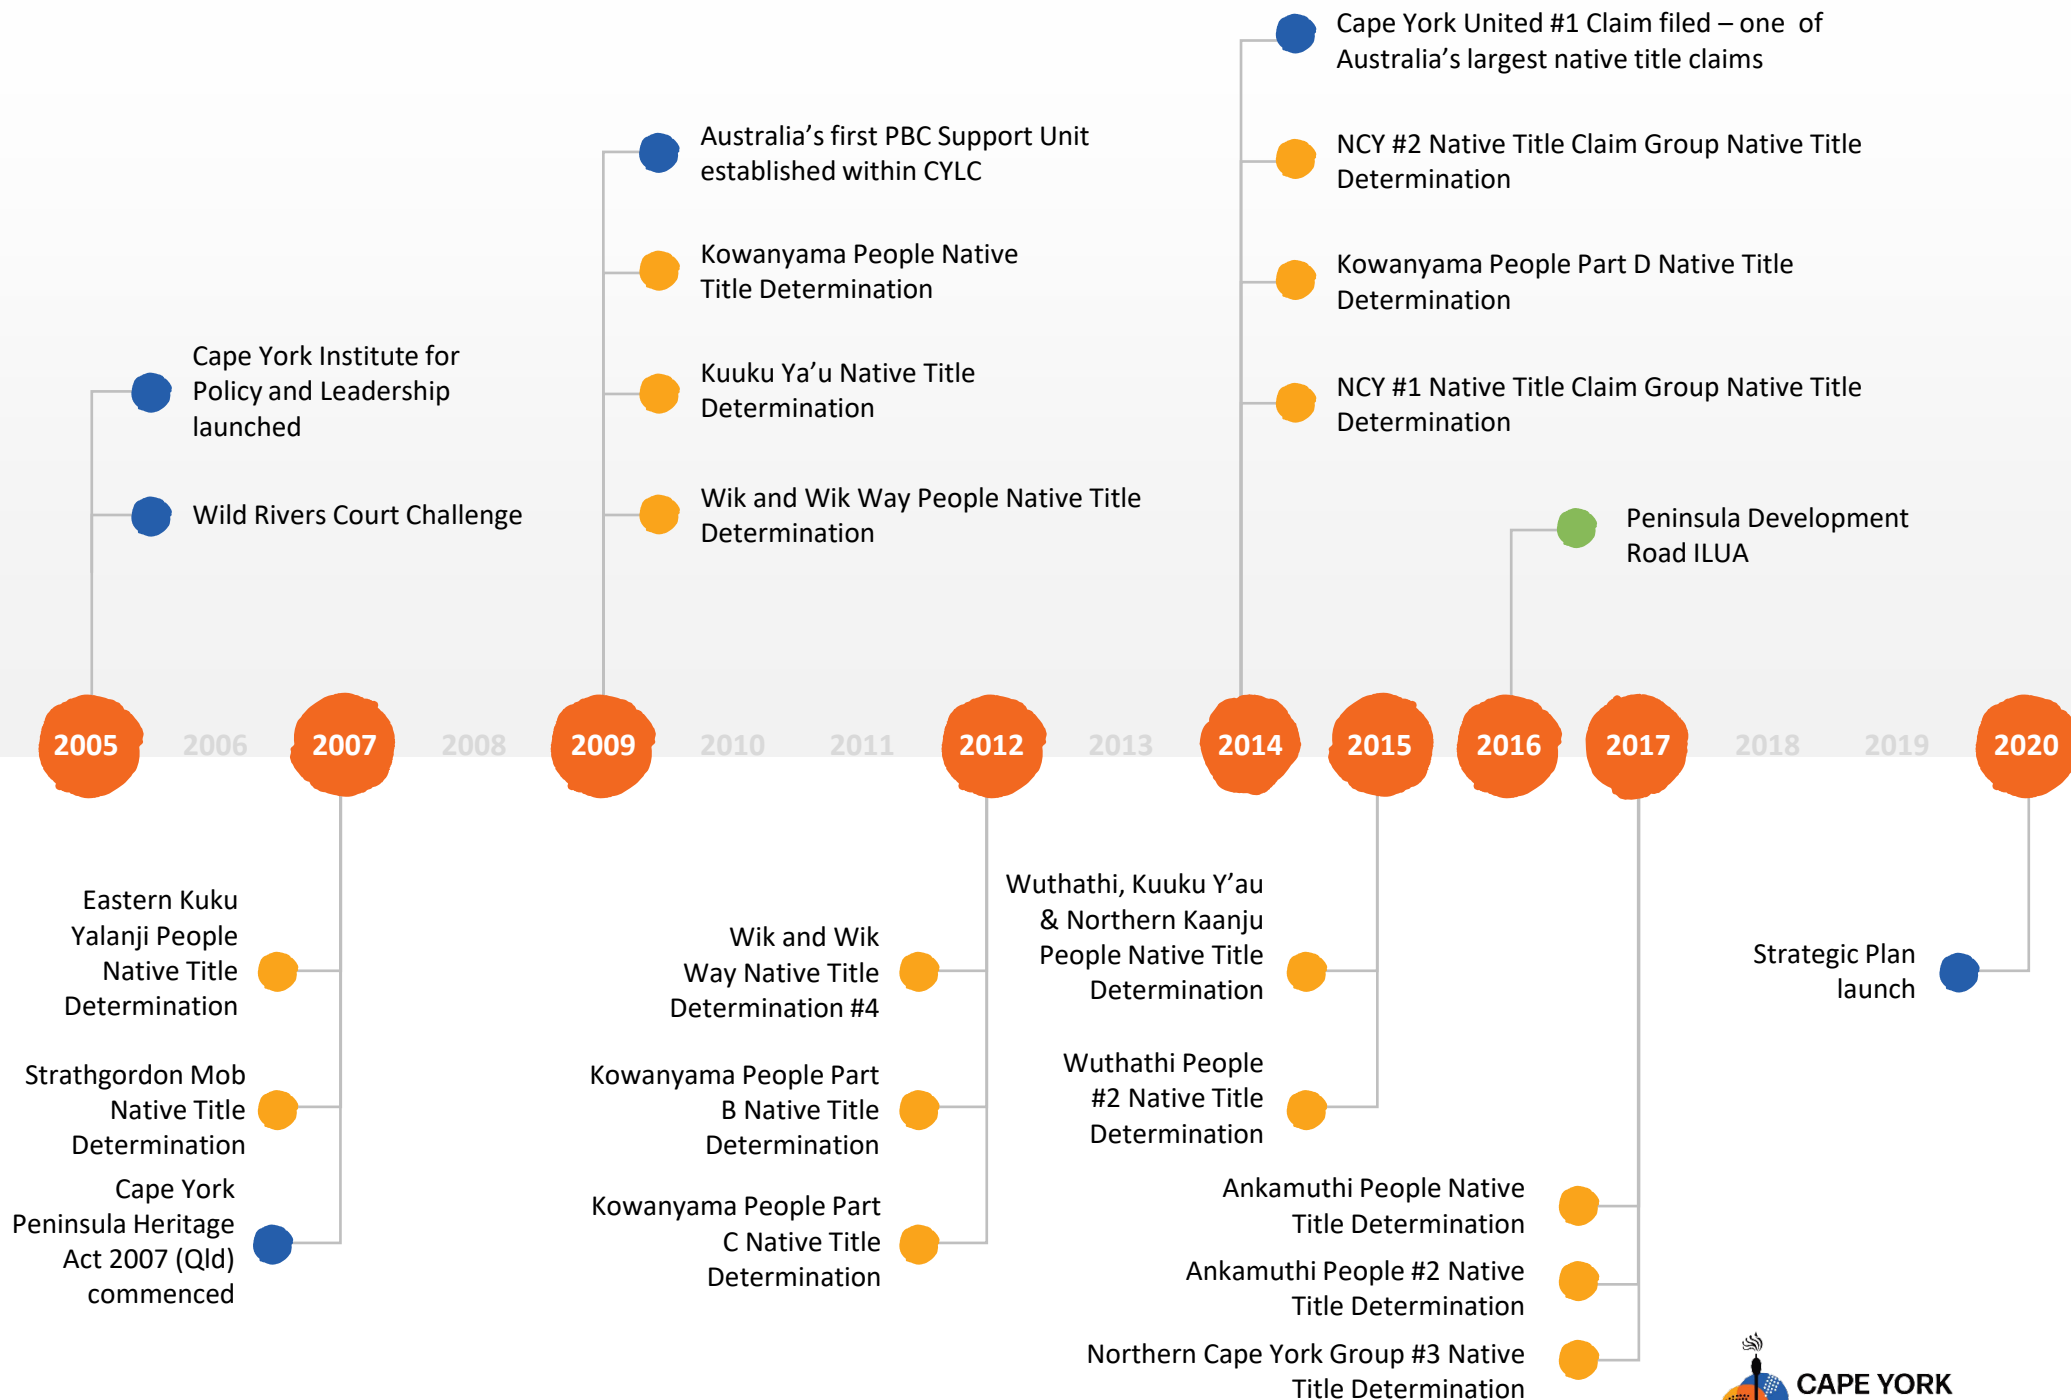 Cape York United #1 Claim filed – one of
Australia's largest native title claims
Australia's first PBC Support Unit
established within CYLC
NCY #2 Native Title Claim Group Native Title
Determination
Kowanyama People Native
Title Determination
Kowanyama People Part D Native Title
Determination
Cape York Institute for
Policy and Leadership
launched
Kuuku Ya'u Native Title
Determination
NCY #1 Native Title Claim Group Native Title
Determination
Wild Rivers Court Challenge
Wik and Wik Way People Native Title
Determination
Peninsula Development
Road ILUA
2005 2006 2007 2008 2009 2010 2011 2012 2013 2014 2015 2016 2017 2018 2019 2020
Eastern Kuku
Yalanji People
Native Title
Determination
Strathgordon Mob
Native Title
Determination
Cape York
Peninsula Heritage
Act 2007 (Qld)
commenced
Wik and Wik
Way Native Title
Determination #4
Kowanyama People Part
B Native Title
Determination
Kowanyama People Part
C Native Title
Determination
Wuthathi, Kuuku Y'au
& Northern Kaanju
People Native Title
Determination
Wuthathi People
#2 Native Title
Determination
Ankamuthi People Native
Title Determination
Ankamuthi People #2 Native
Title Determination
Northern Cape York Group #3 Native
Title Determination
Strategic Plan
launch
CAPE YORK